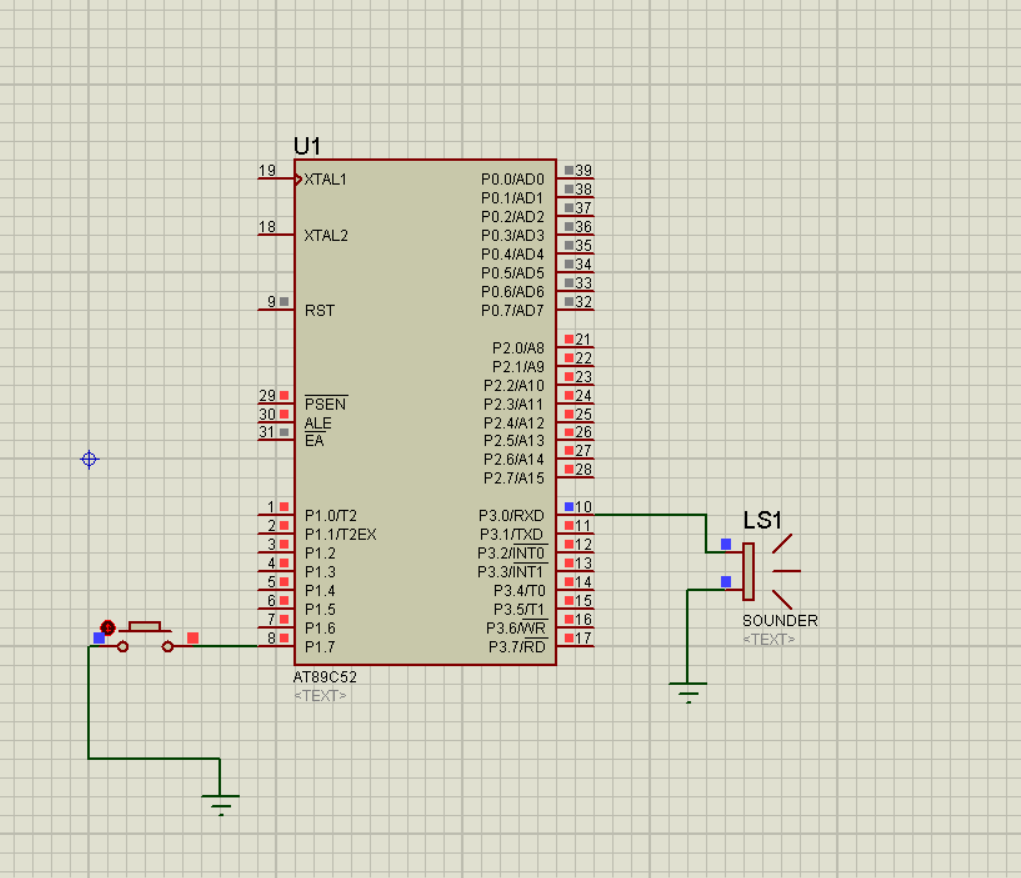 U1
19 XTAL1 P0.0/AD0 39
P0.1/AD1 38
P0.2/AD2 37
18 XTAL2 P0.3/AD3 36
P0.4/AD4 35
P0.5/AD5 34
P0.6/AD6 33
9 RST P0.7/AD7 32
P2.0/A8 21
P2.1/A9 22
P2.2/A10 23
29 PSEN P2.3/A11 24
30 ALE P2.4/A12 25
31 EA P2.5/A13 26
P2.6/A14 27
P2.7/A15 28
1 P1.0/T2 P3.0/RXD 10
2 P1.1/T2EX P3.1/TXD 11
3 P1.2 P3.2/INT0 12
4 P1.3 P3.3/INT1 13
5 P1.4 P3.4/T0 14
6 P1.5 P3.5/T1 15
7 P1.6 P3.6/WR 16
8 P1.7 P3.7/RD 17
AT89C52
<TEXT>
LS1
SOUNDER
<TEXT>